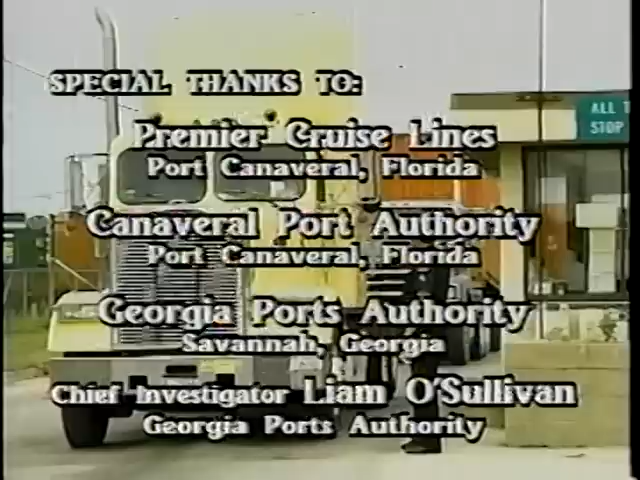 SPECIAL THANKS TO:
Premier Cruise Lines
Port Canaveral, Florida
Canaveral Port Authority
Port Canaveral, Florida
Georgia Ports Authority
Savannah, Georgia
Chief Investigator Liam O'Sullivan
Georgia Ports Authority
ALL T
STOP